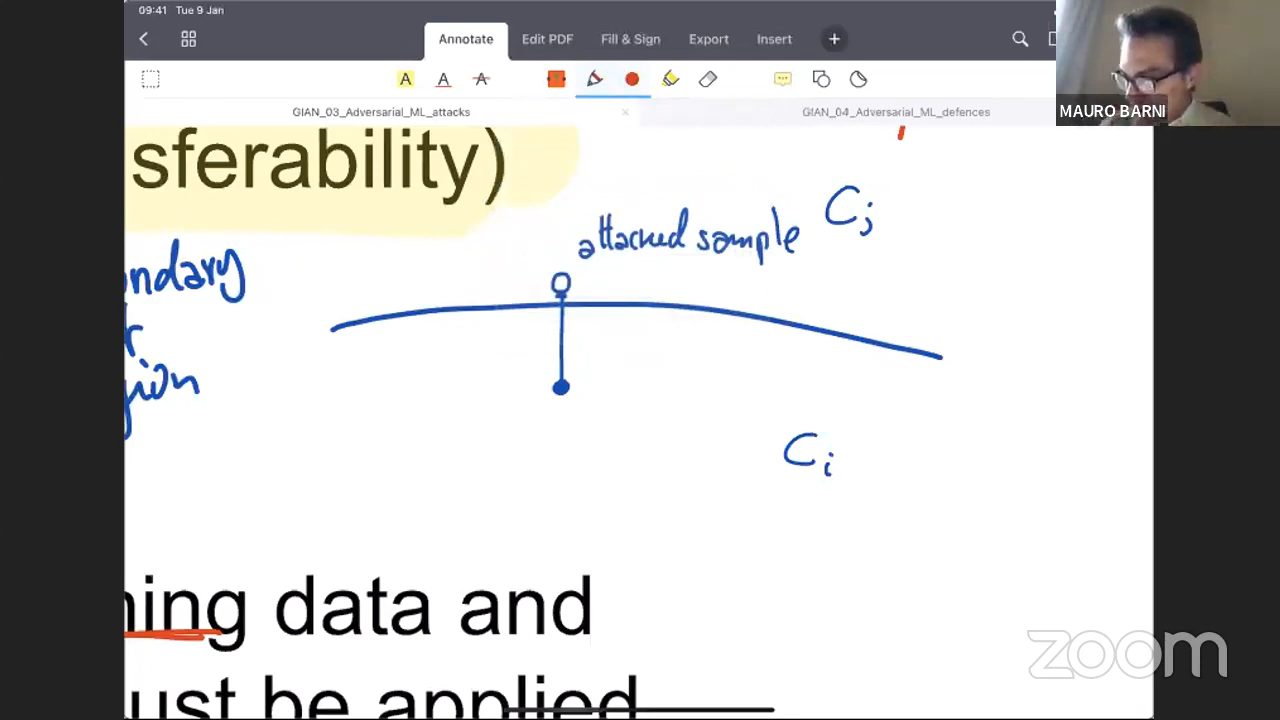 09:41 Tue 9 Jan
Annotate Edit PDF Fill & Sign Export Insert
A A A
GIAN_03_Adversarial_ML_attacks GIAN_04_Adversarial_ML_defences
MAURO BARNI
sferability)
attacked sample Cj
ndary
r
gion
Ci
ning data and
ust be applied
zoom